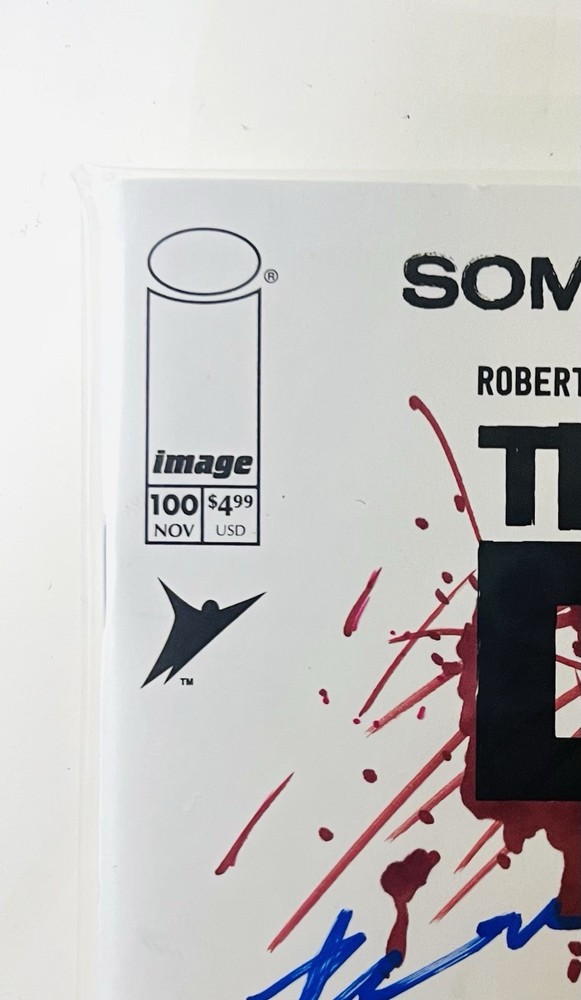 ®
SOM
ROBERT
image
100 $4.99
NOV USD
TM